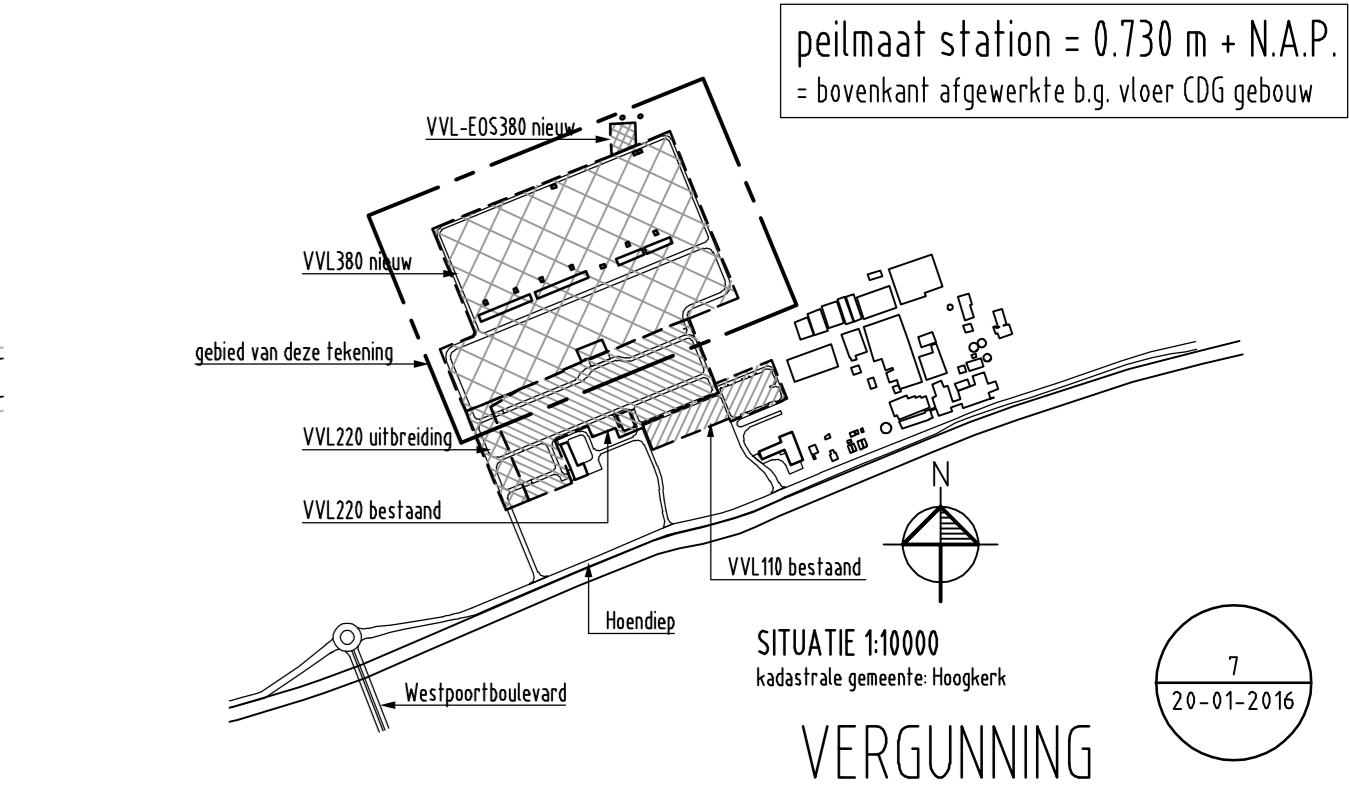 peilmaat station = 0.730 m + N.A.P.
= bovenkant afgewerkte b.g. vloer CDG gebouw
VVL-EOS380 nieuw
VVL380 nieuw
gebied van deze tekening
VVL220 uitbreiding
VVL220 bestaand
N
VVL110 bestaand
Hoendiep
SITUATIE 1:10000
kadastrale gemeente: Hoogkerk
Westpoortboulevard
7
20-01-2016
VERGUNNING